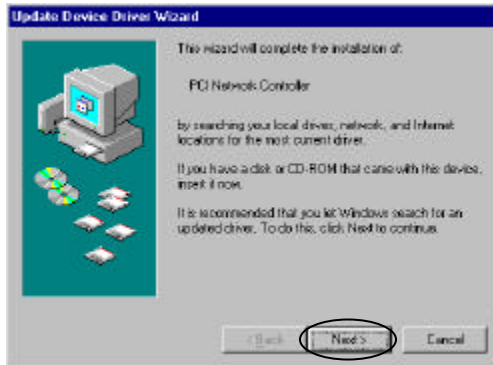 Update Device Driver Wizard
This wizard will complete the installation of:
PCI Network Controller
by searching your local drives, network, and Internet
locations for the most current driver.
If you have a disk or CD-ROM that came with this device,
insert it now.
It is recommended that you let Windows search for an
updated driver. To do this, click Next to continue.
< Back
Next >
Cancel